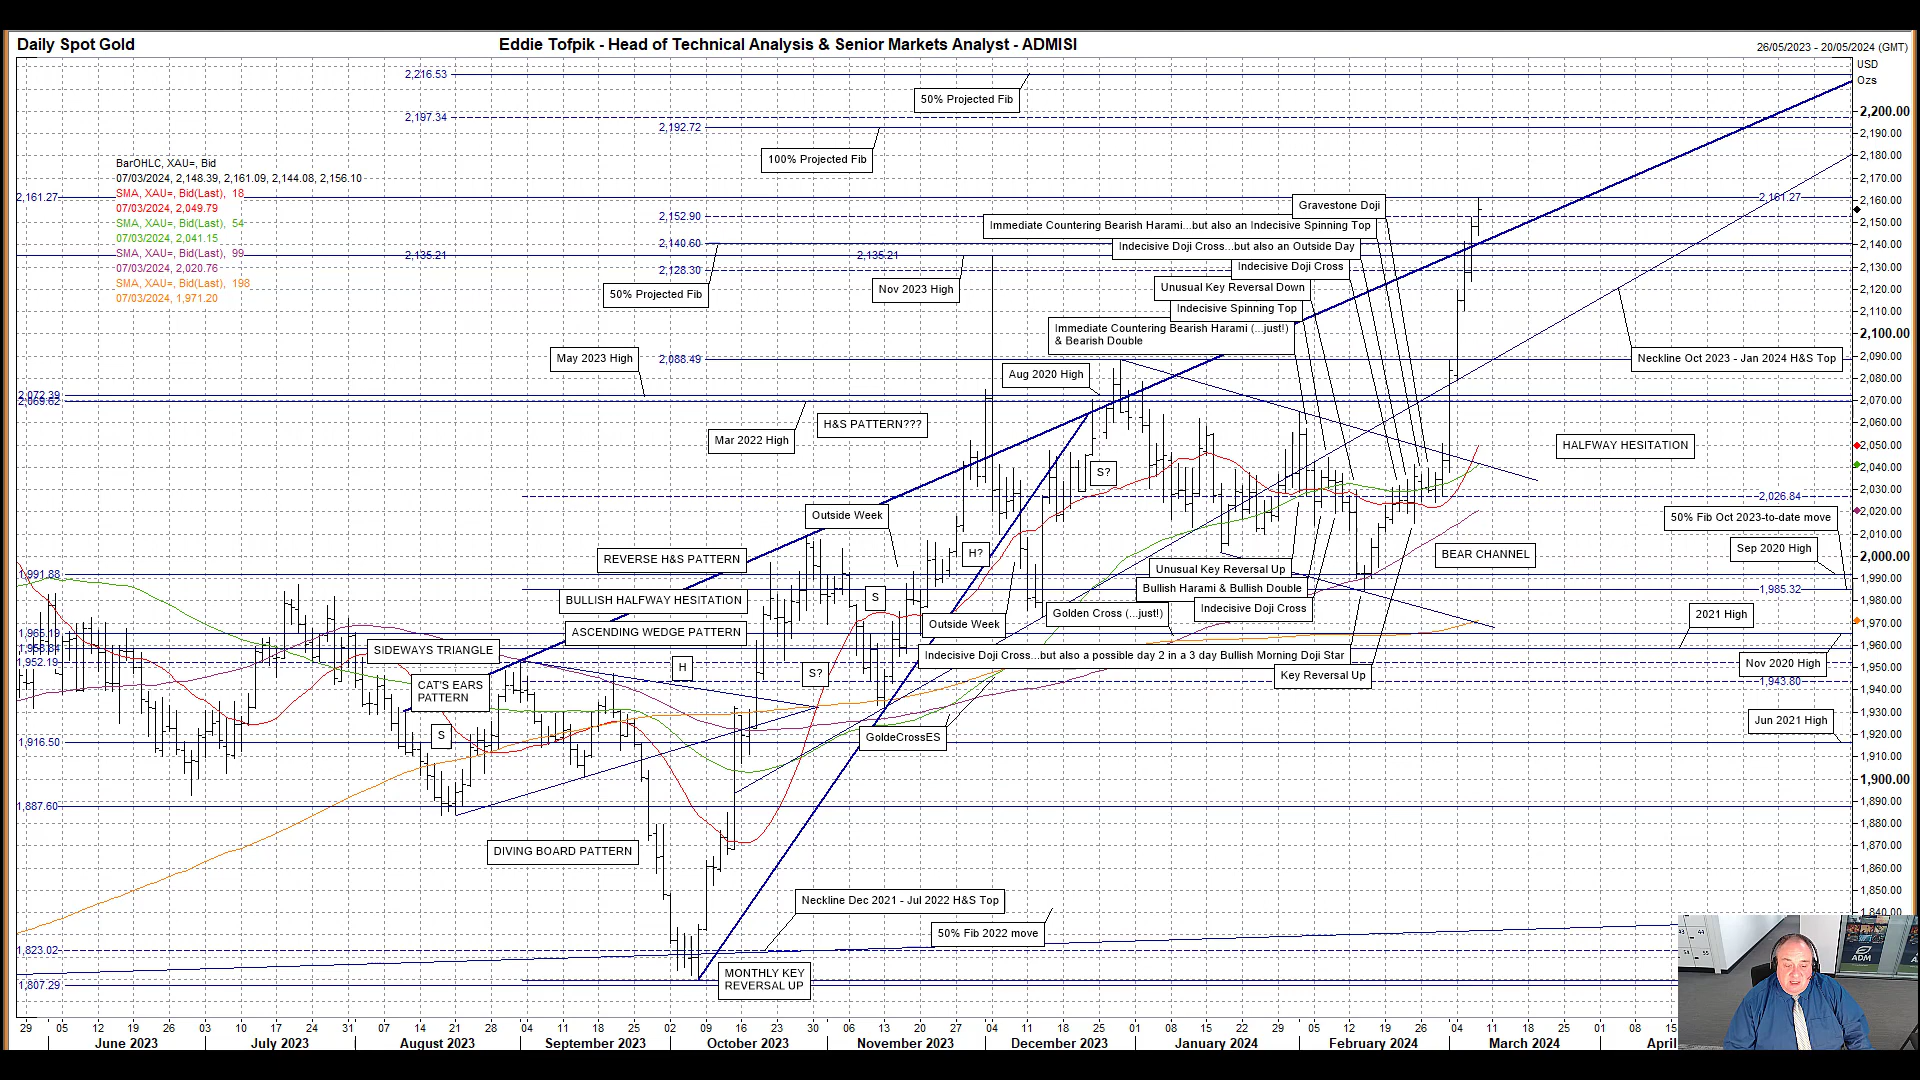 Daily Spot Gold
Eddie Tofpik - Head of Technical Analysis & Senior Markets Analyst - ADMISI
26/05/2023 - 20/05/2024 (GMT)
USD
Ozs
2,216.53
50% Projected Fib
2,197.34
2,192.72
100% Projected Fib
BarOHLC, XAU=, Bid
07/03/2024, 2,148.39, 2,161.09, 2,144.08, 2,156.10
SMA, XAU=, Bid(Last), 18
07/03/2024, 2,049.79
SMA, XAU=, Bid(Last), 54
07/03/2024, 2,041.15
SMA, XAU=, Bid(Last), 99
07/03/2024, 2,020.76
SMA, XAU=, Bid(Last), 198
07/03/2024, 1,971.20
2,161.27
2,161.27
2,152.90
2,140.60
2,135.21
2,135.21
2,128.30
50% Projected Fib
Nov 2023 High
Gravestone Doji
Immediate Countering Bearish Harami...but also an Indecisive Spinning Top
Indecisive Doji Cross...but also an Outside Day
Indecisive Doji Cross
Unusual Key Reversal Down
Indecisive Spinning Top
Immediate Countering Bearish Harami (...just!)
& Bearish Double
May 2023 High
2,088.49
Aug 2020 High
Neckline Oct 2023 - Jan 2024 H&S Top
2,072.39
2,069.62
Mar 2022 High
H&S PATTERN???
HALFWAY HESITATION
S?
2,026.84
50% Fib Oct 2023-to-date move
Outside Week
Sep 2020 High
H?
BEAR CHANNEL
REVERSE H&S PATTERN
1,991.88
Unusual Key Reversal Up
1,985.32
Bullish Harami & Bullish Double
BULLISH HALFWAY HESITATION
S
Indecisive Doji Cross
Golden Cross (...just!)
2021 High
Outside Week
ASCENDING WEDGE PATTERN
SIDEWAYS TRIANGLE
Indecisive Doji Cross...but also a possible day 2 in a 3 day Bullish Morning Doji Star
1,952.19
H
S?
Nov 2020 High
Key Reversal Up
1,943.80
CAT'S EARS
PATTERN
S
Jun 2021 High
GoldeCrossES
1,916.50
1,887.60
DIVING BOARD PATTERN
Neckline Dec 2021 - Jul 2022 H&S Top
50% Fib 2022 move
1,823.02
MONTHLY KEY
REVERSAL UP
1,807.29
2,200.00
2,190.00
2,180.00
2,170.00
2,160.00
2,150.00
2,140.00
2,130.00
2,120.00
2,110.00
2,100.00
2,090.00
2,080.00
2,070.00
2,060.00
2,050.00
2,040.00
2,030.00
2,020.00
2,010.00
2,000.00
1,990.00
1,980.00
1,970.00
1,960.00
1,950.00
1,940.00
1,930.00
1,920.00
1,910.00
1,900.00
1,890.00
1,880.00
1,870.00
1,860.00
1,850.00
1,840.00
ADM
29 05 12 19 26 03 10 17 24 31 07 14 21 28 04 11 18 25 02 09 16 23 30 06 13 20 27 04 11 18 25 01 08 15 22 29 05 12 19 26 04 11 18 25 01 08 15
June 2023 July 2023 August 2023 September 2023 October 2023 November 2023 December 2023 January 2024 February 2024 March 2024 April